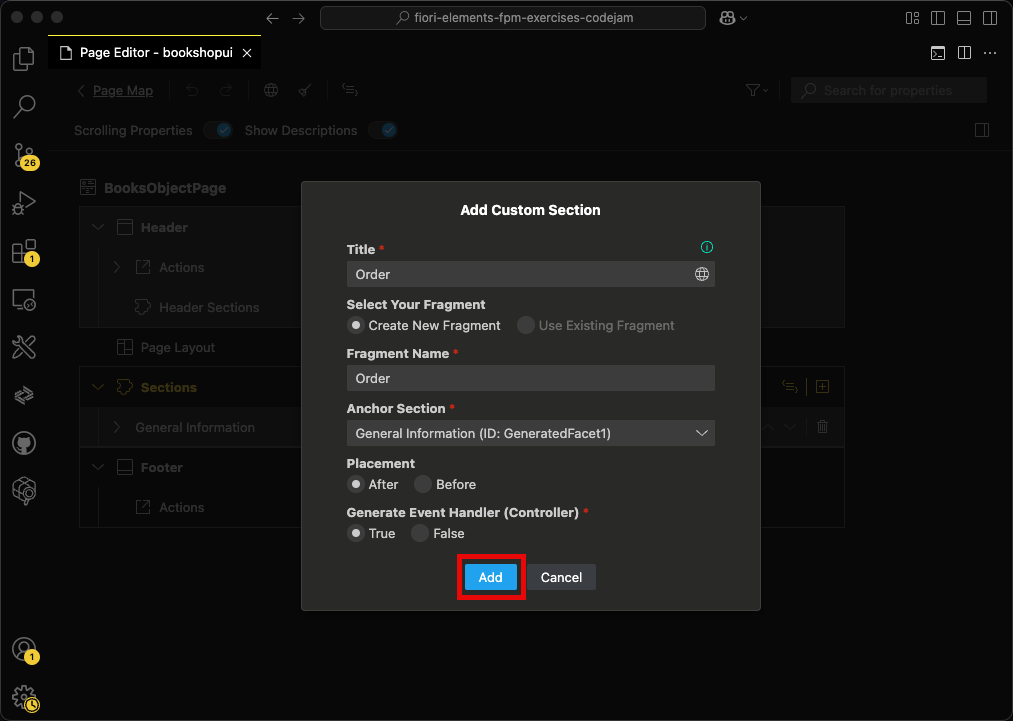 fiori-elements-fpm-exercises-codejam
Page Editor - bookshopui
Page Map
Search for properties
Scrolling Properties
Show Descriptions
26
1
BooksObjectPage
Header
Actions
Header Sections
Page Layout
Sections
General Information
Footer
Actions
Add Custom Section
Title *
Order
Select Your Fragment
Create New Fragment Use Existing Fragment
Fragment Name *
Order
Anchor Section *
General Information (ID: GeneratedFacet1)
Placement
After Before
Generate Event Handler (Controller) *
True False
Add Cancel
1